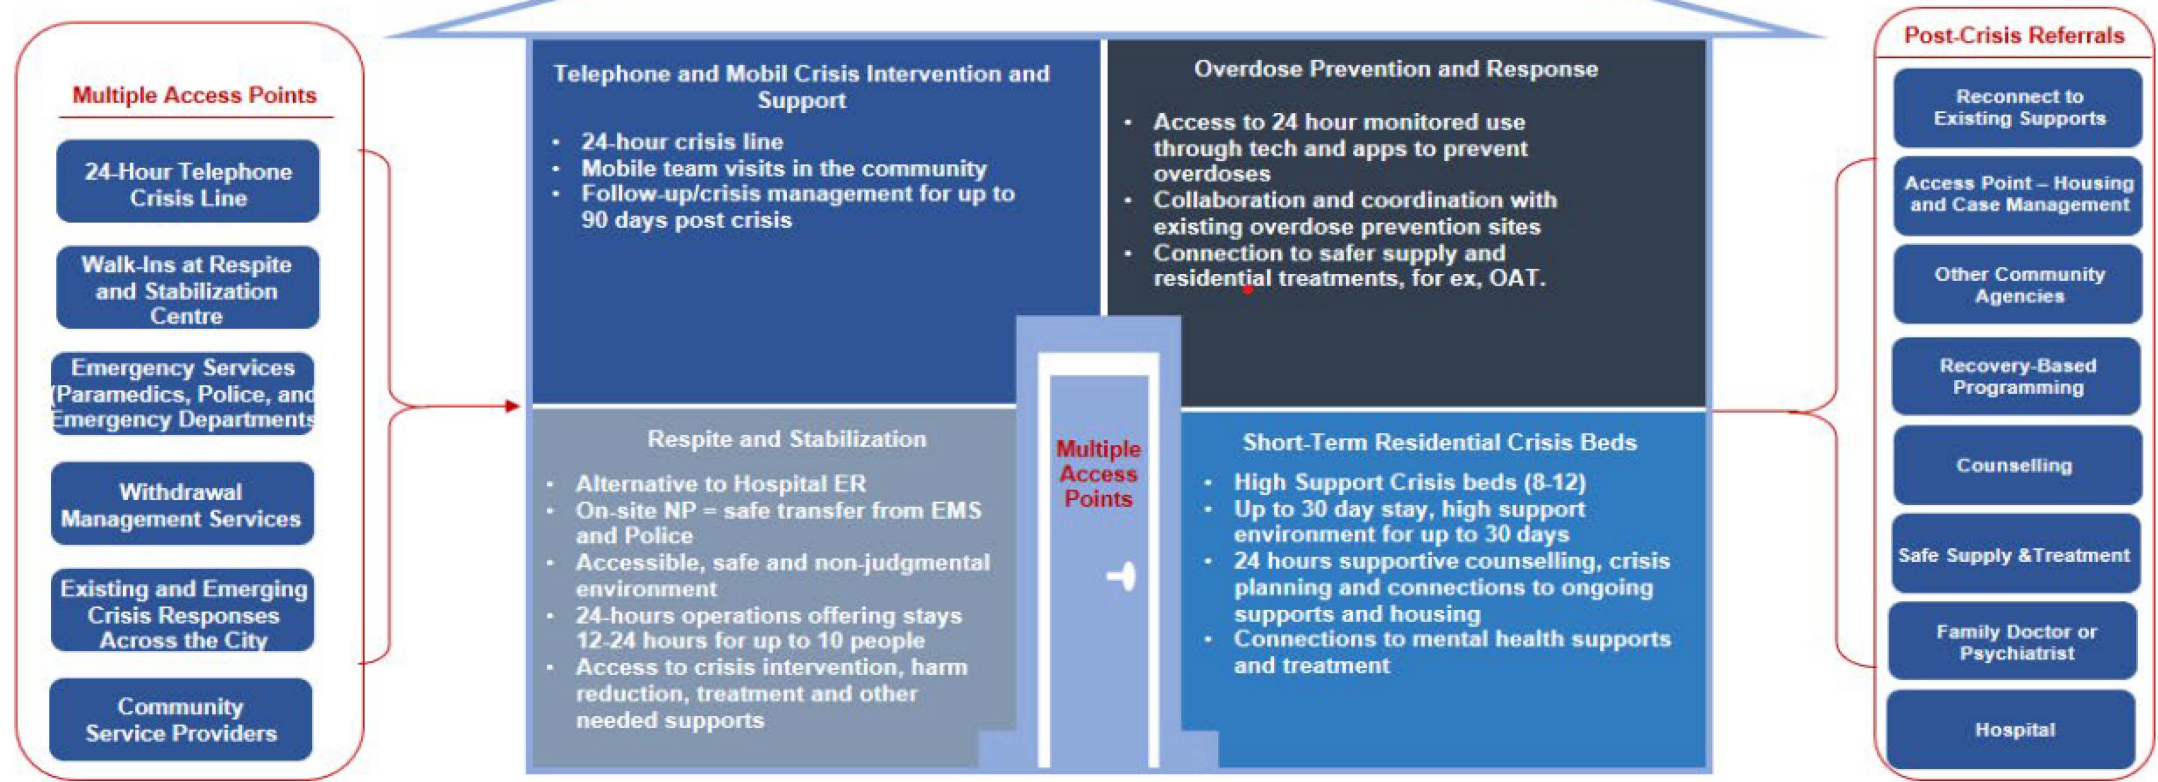 Multiple Access Points
24-Hour Telephone
Crisis Line
Walk-Ins at Respite
and Stabilization
Centre
Emergency Services
(Paramedics, Police, and
Emergency Departments
Withdrawal
Management Services
Existing and Emerging
Crisis Responses
Across the City
Community
Service Providers
Telephone and Mobil Crisis Intervention and
Support
• 24-hour crisis line
• Mobile team visits in the community
• Follow-up/crisis management for up to
90 days post crisis
Overdose Prevention and Response
• Access to 24 hour monitored use
through tech and apps to prevent
overdoses
• Collaboration and coordination with
existing overdose prevention sites
• Connection to safer supply and
residential treatments, for ex, OAT.
Respite and Stabilization
• Alternative to Hospital ER
• On-site NP = safe transfer from EMS
and Police
• Accessible, safe and non-judgmental
environment
• 24-hours operations offering stays
12-24 hours for up to 10 people
• Access to crisis intervention, harm
reduction, treatment and other
needed supports
Multiple
Access
Points
Short-Term Residential Crisis Beds
• High Support Crisis beds (8-12)
• Up to 30 day stay, high support
environment for up to 30 days
• 24 hours supportive counselling, crisis
planning and connections to ongoing
supports and housing
• Connections to mental health supports
and treatment
Post-Crisis Referrals
Reconnect to
Existing Supports
Access Point – Housing
and Case Management
Other Community
Agencies
Recovery-Based
Programming
Counselling
Safe Supply &Treatment
Family Doctor or
Psychiatrist
Hospital